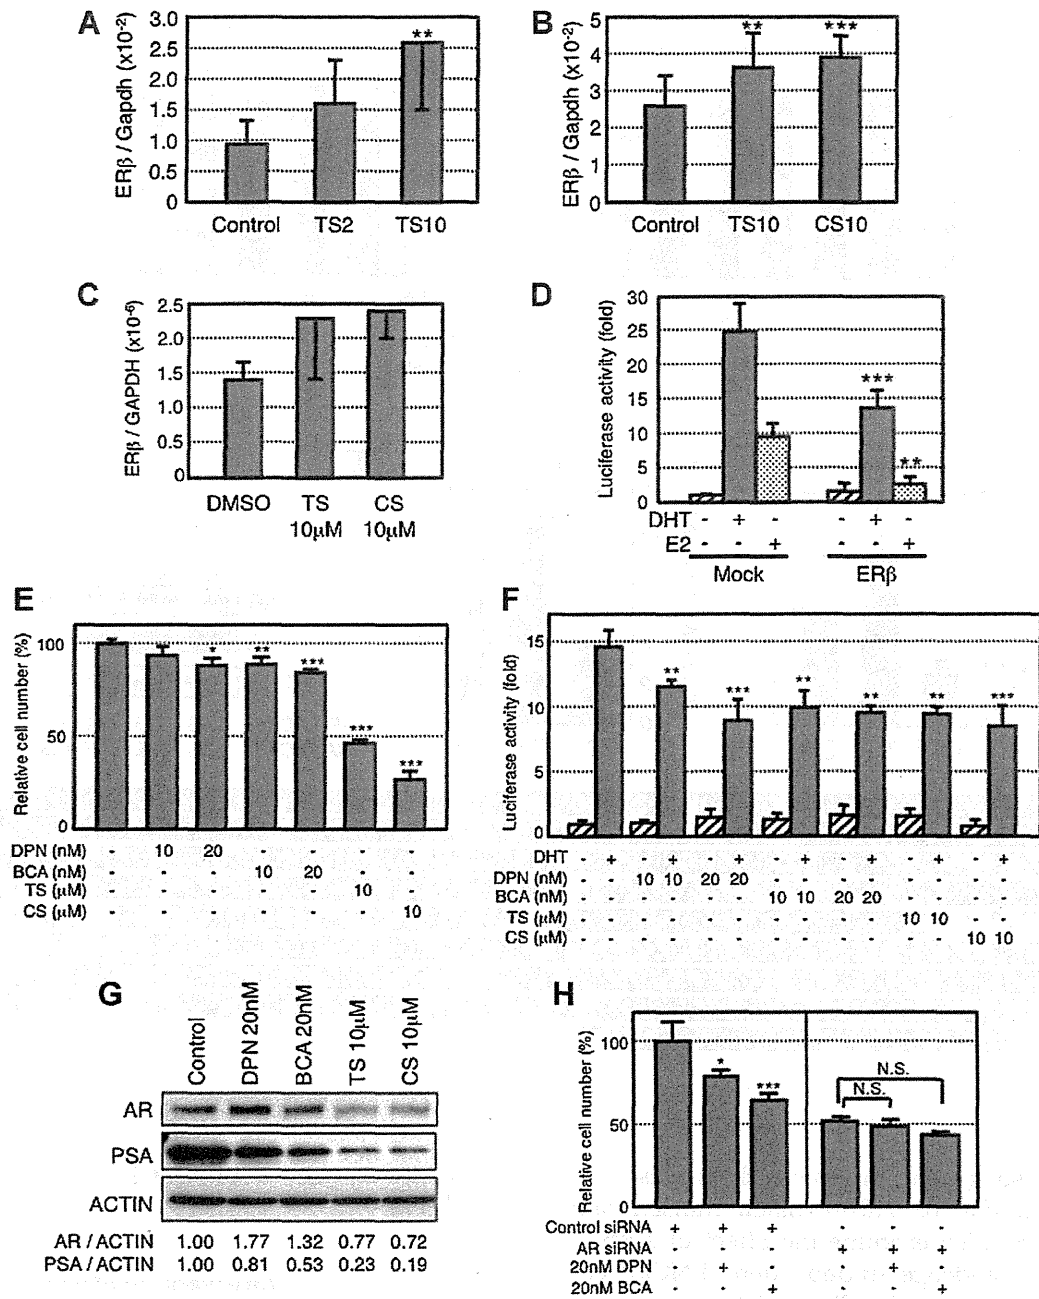 A
ERβ / Gapdh (x10-2)
3.0
2.5
2.0
1.5
1.0
0.5
0
**
Control TS2 TS10
B
ERβ / Gapdh (x10-2)
5
4
3
2
1
0
** ***
Control TS10 CS10
C
ERβ / GAPDH (x10-6)
2.5
2.0
1.5
1.0
0.5
0
DMSO TS 10µM CS 10µM
D
Luciferase activity (fold)
30
25
20
15
10
5
0
***
**
DHT - + - - + -
E2 - - + - - +
Mock ERβ
E
Relative cell number (%)
100
50
0
* ** *** *** ***
DPN (nM) - 10 20 - - - -
BCA (nM) - - - 10 20 - -
TS (µM) - - - - - 10 -
CS (µM) - - - - - - 10
F
Luciferase activity (fold)
15
10
5
0
** *** ** ** ** ***
DHT - + - + - + - + - + - + - +
DPN (nM) - - 10 10 20 20 - - - - - - - -
BCA (nM) - - - - - - 10 10 20 20 - - - -
TS (µM) - - - - - - - - - - 10 10 - -
CS (µM) - - - - - - - - - - - - 10 10
G
Control DPN 20nM BCA 20nM TS 10µM CS 10µM
AR
PSA
ACTIN
AR / ACTIN 1.00 1.77 1.32 0.77 0.72
PSA / ACTIN 1.00 0.81 0.53 0.23 0.19
H
Relative cell number (%)
100
50
0
* ***
N.S.
N.S.
Control siRNA + + + - - -
AR siRNA - - - + + +
20nM DPN - + - - + -
20nM BCA - - + - - +